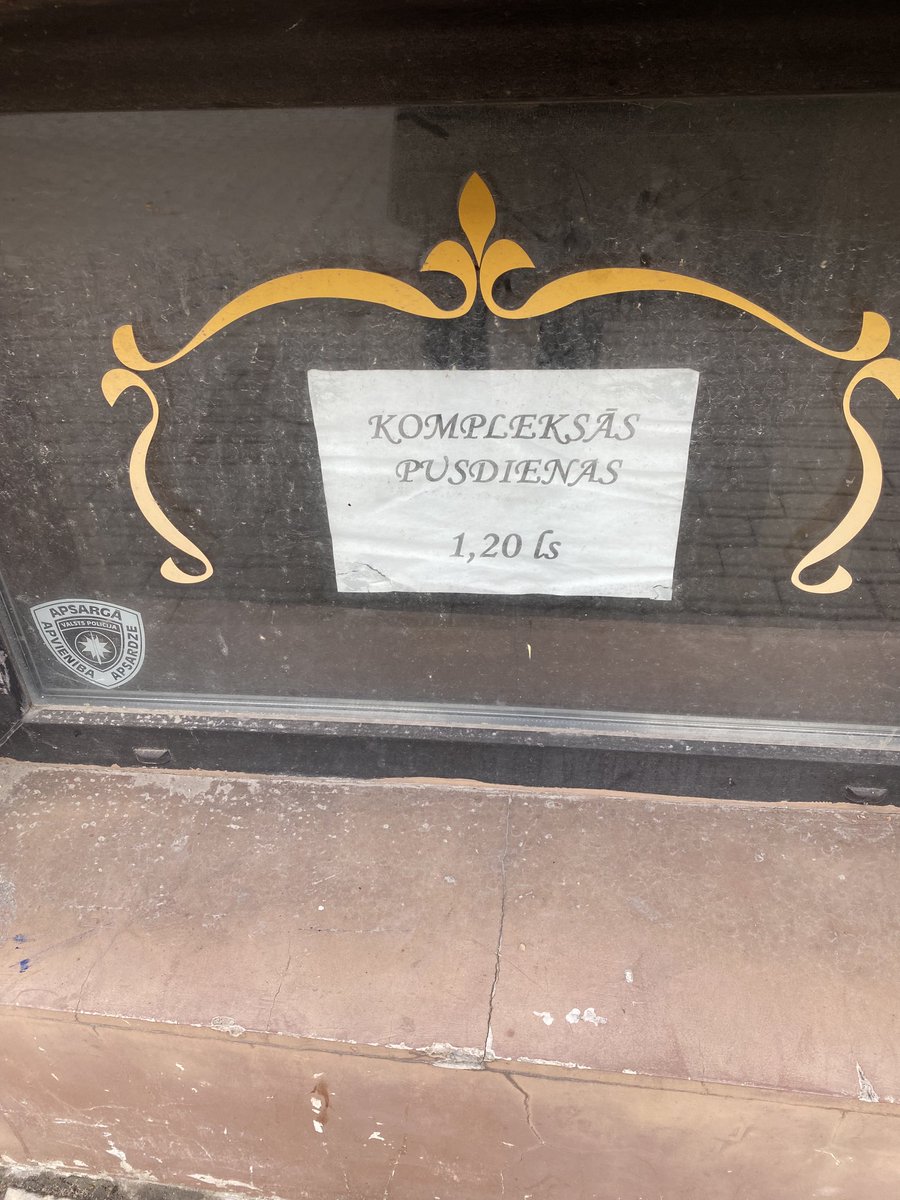 KOMPLEKSĀS
PUSDIENAS
1,20 ls
APSARGĀ
VALSTS POLICIJA
APVIENĪBA
APSARDZE